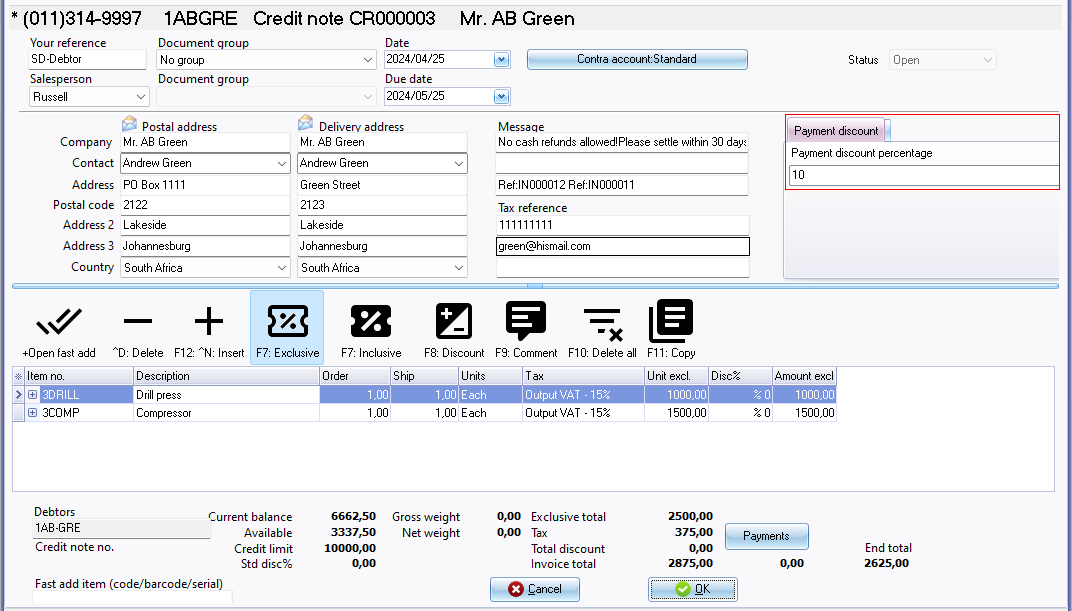 * (011)314-9997 1ABGRE Credit note CR000003 Mr. AB Green
Your reference Document group Date
SD-Debtor No group 2024/04/25 Contra account:Standard Status Open
Salesperson Document group Due date
Russell 2024/05/25
Postal address Delivery address Message Payment discount
Company Mr. AB Green Mr. AB Green No cash refunds allowed!Please settle within 30 days
Payment discount percentage
Contact Andrew Green Andrew Green
10
Address PO Box 1111 Green Street Ref:IN000012 Ref:IN000011
Postal code 2122 2123 Tax reference
Address 2 Lakeside Lakeside 111111111
Address 3 Johannesburg Johannesburg green@hismail.com
Country South Africa South Africa
+Open fast add ^D: Delete F12: ^N: Insert F7: Exclusive F7: Inclusive F8: Discount F9: Comment F10: Delete all F11: Copy
Item no. Description Order Ship Units Tax Unit excl. Disc% Amount excl
3DRILL Drill press 1,00 1,00 Each Output VAT - 15% 1000,00 % 0 1000,00
3COMP Compressor 1,00 1,00 Each Output VAT - 15% 1500,00 % 0 1500,00
Debtors
1AB-GRE
Credit note no.
Fast add item (code/barcode/serial)
Current balance 6662,50 Gross weight 0,00 Exclusive total 2500,00
Available 3337,50 Net weight 0,00 Tax 375,00 Payments
Credit limit 10000,00 Total discount 0,00 End total
Std disc% 0,00 Invoice total 2875,00 0,00 2625,00
Cancel OK